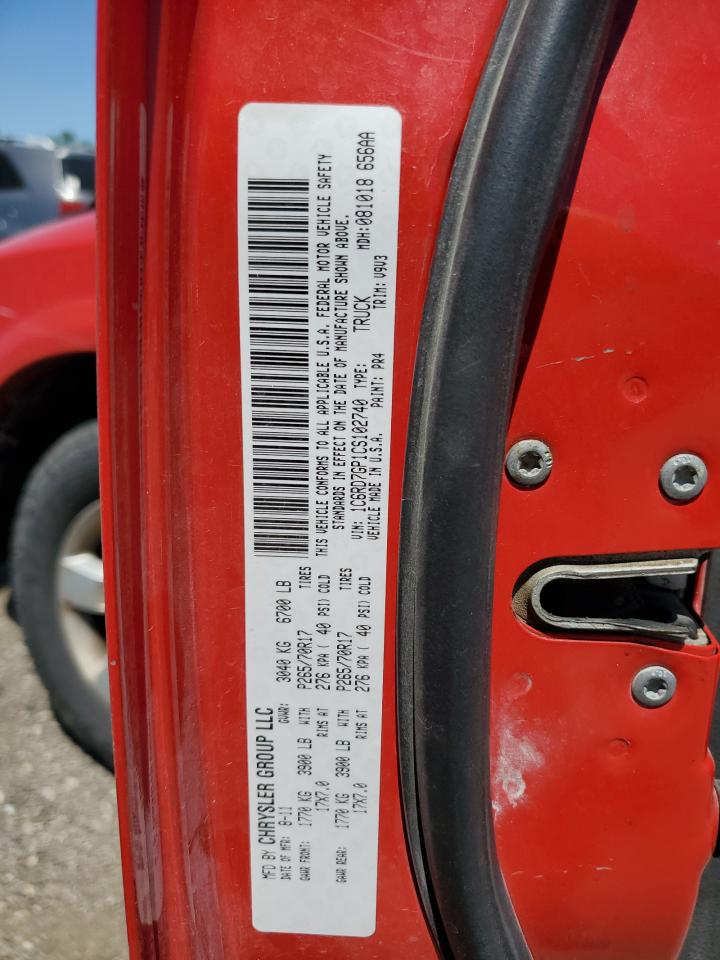 MFD BY CHRYSLER GROUP LLC
DATE OF MFR: 8-11 GVWR: 3040 KG 6700 LB
GAWR FRONT: 1770 KG 3900 LB WITH P265/70R17 TIRES
17X7.0 RIMS AT 276 KPA ( 40 PSI) COLD
GAWR REAR: 1770 KG 3900 LB WITH P265/70R17 TIRES
17X7.0 RIMS AT 276 KPA ( 40 PSI) COLD
THIS VEHICLE CONFORMS TO ALL APPLICABLE U.S.A. FEDERAL MOTOR VEHICLE SAFETY
STANDARDS IN EFFECT ON THE DATE OF MANUFACTURE SHOWN ABOVE.
VIN: 1C6RD7GP1CS102740 TYPE: TRUCK MDH:081018 656AA
VEHICLE MADE IN U.S.A. PAINT: PR4 TRIM: V9V3